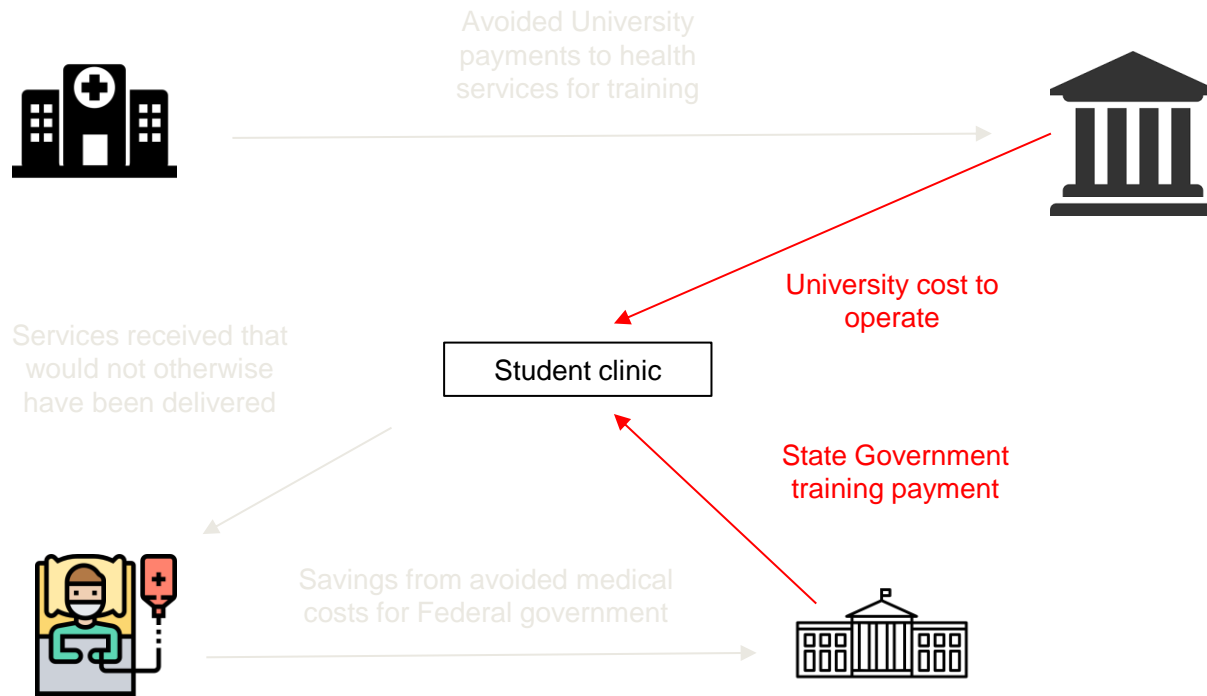 Avoided University
payments to health
services for training
University cost to
operate
Services received that
would not otherwise
have been delivered
Student clinic
State Government
training payment
Savings from avoided medical
costs for Federal government